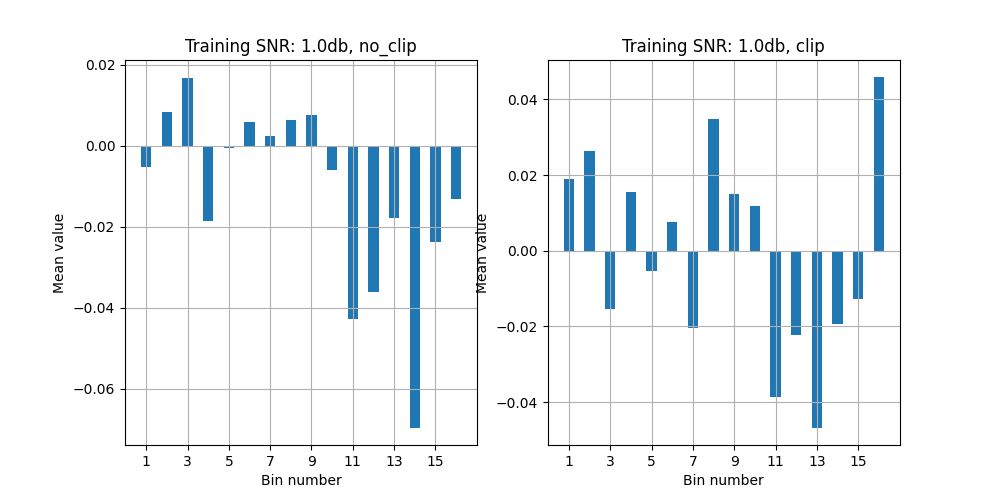 Training SNR: 1.0db, no_clip
0.02
0.00
−0.02
−0.04
−0.06
Mean value
1 3 5 7 9 11 13 15
Bin number
Training SNR: 1.0db, clip
0.04
0.02
0.00
−0.02
−0.04
Mean value
1 3 5 7 9 11 13 15
Bin number